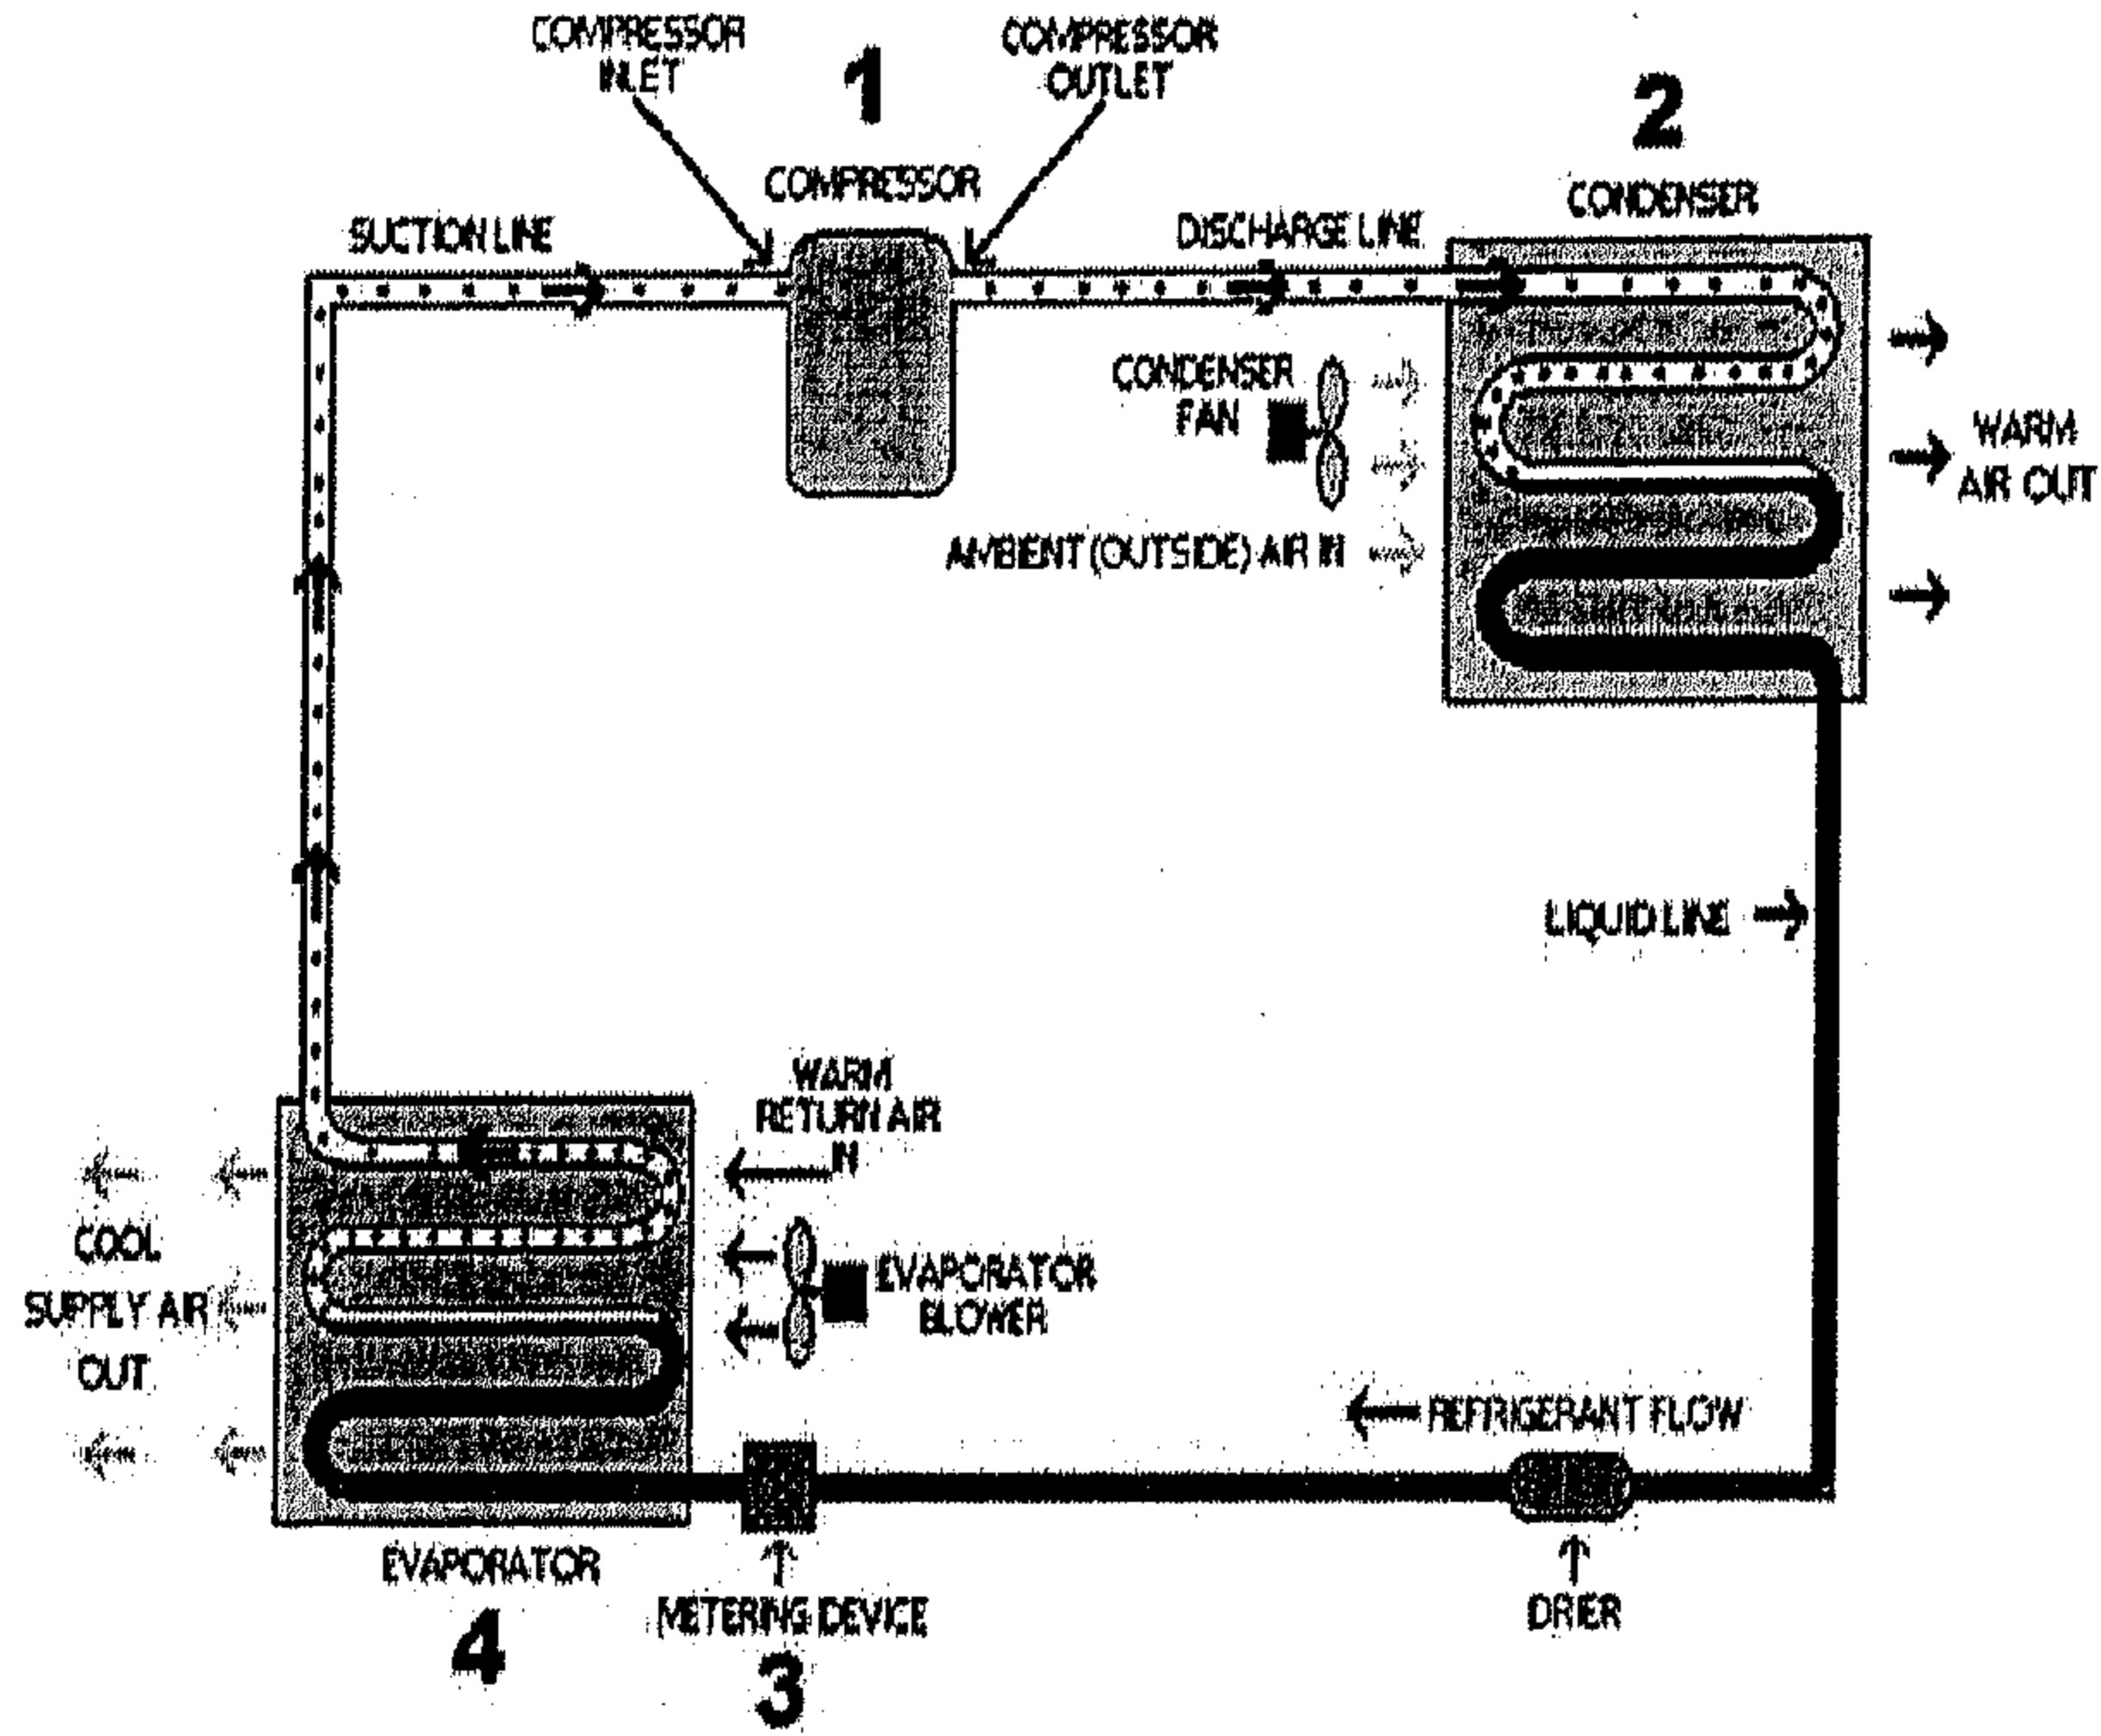 COMPRESSOR
INLET
1
COMPRESSOR
OUTLET
2
COMPRESSOR
CONDENSER
SUCTION LINE
DISCHARGE LINE
CONDENSER
FAN
WARM
AIR OUT
AMBIENT (OUTSIDE) AIR IN
LIQUID LINE
WARM
RETURN AIR
IN
COOL
SUPPLY AIR
OUT
EVAPORATOR
BLOWER
REFRIGERANT FLOW
EVAPORATOR
4
METERING DEVICE
3
DRIER